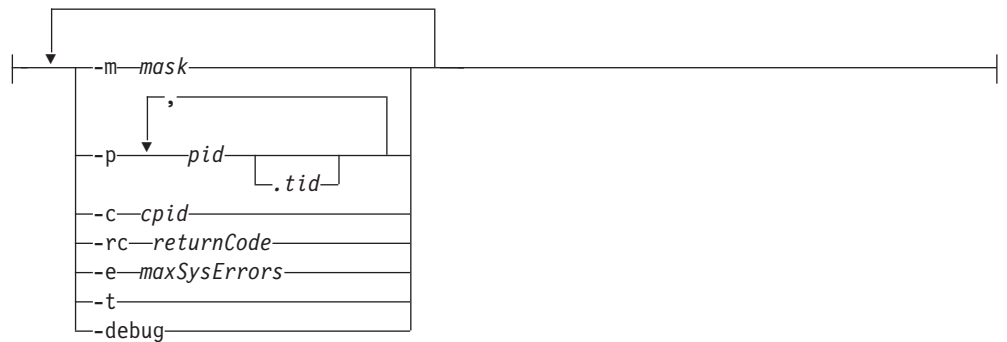 -m mask
,
-p pid
.tid
-c cpid
-rc returnCode
-e maxSysErrors
-t
-debug